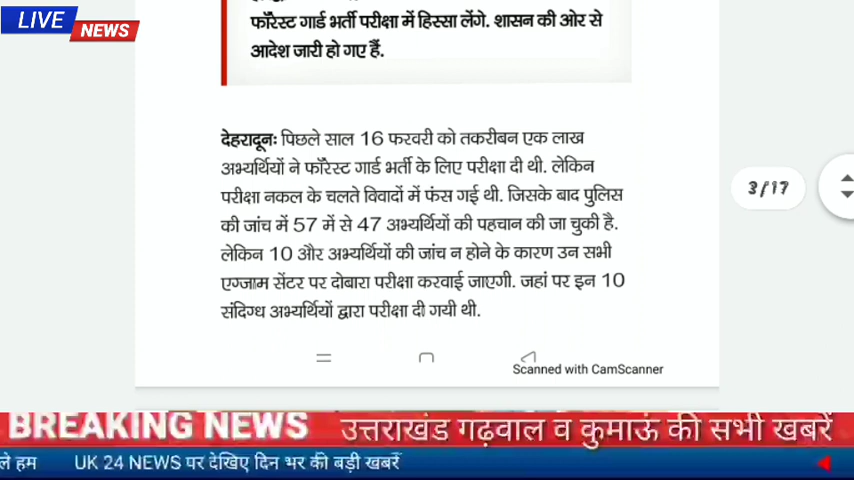 LIVE
NEWS
फॉरेस्ट गार्ड भर्ती परीक्षा में हिस्सा लेंगे. शासन की ओर से
आदेश जारी हो गए हैं.
देहरादूनः पिछले साल 16 फरवरी को तकरीबन एक लाख
अभ्यर्थियों ने फॉरेस्ट गार्ड भर्ती के लिए परीक्षा दी थी. लेकिन
परीक्षा नकल के चलते विवादों में फंस गई थी. जिसके बाद पुलिस
की जांच में 57 में से 47 अभ्यर्थियों की पहचान की जा चुकी है.
लेकिन 10 और अभ्यर्थियों की जांच न होने के कारण उन सभी
एग्जाम सेंटर पर दोबारा परीक्षा करवाई जाएगी. जहां पर इन 10
संदिग्ध अभ्यर्थियों द्वारा परीक्षा दी गयी थी.
3/17
Scanned with CamScanner
BREAKING NEWS उत्तराखंड गढ़वाल व कुमाऊं की सभी खबरें
ले हम UK 24 NEWS पर देखिए दिन भर की बड़ी खबरें